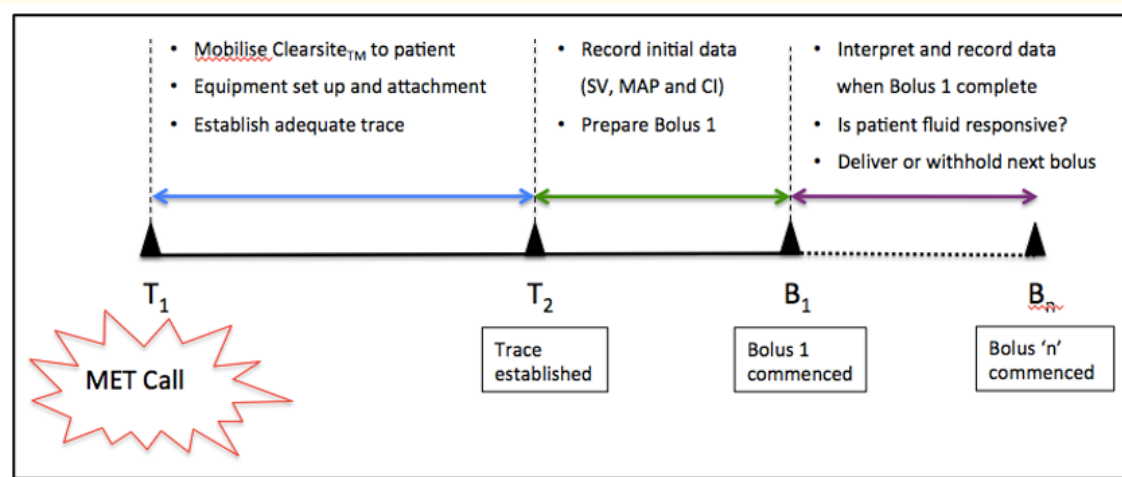 • Mobilise Clearsite™ to patient
• Equipment set up and attachment
• Establish adequate trace
• Record initial data
(SV, MAP and CI)
• Prepare Bolus 1
• Interpret and record data
when Bolus 1 complete
• Is patient fluid responsive?
• Deliver or withhold next bolus
T1
T2
B1
Bn
MET Call
Trace
established
Bolus 1
commenced
Bolus 'n'
commenced